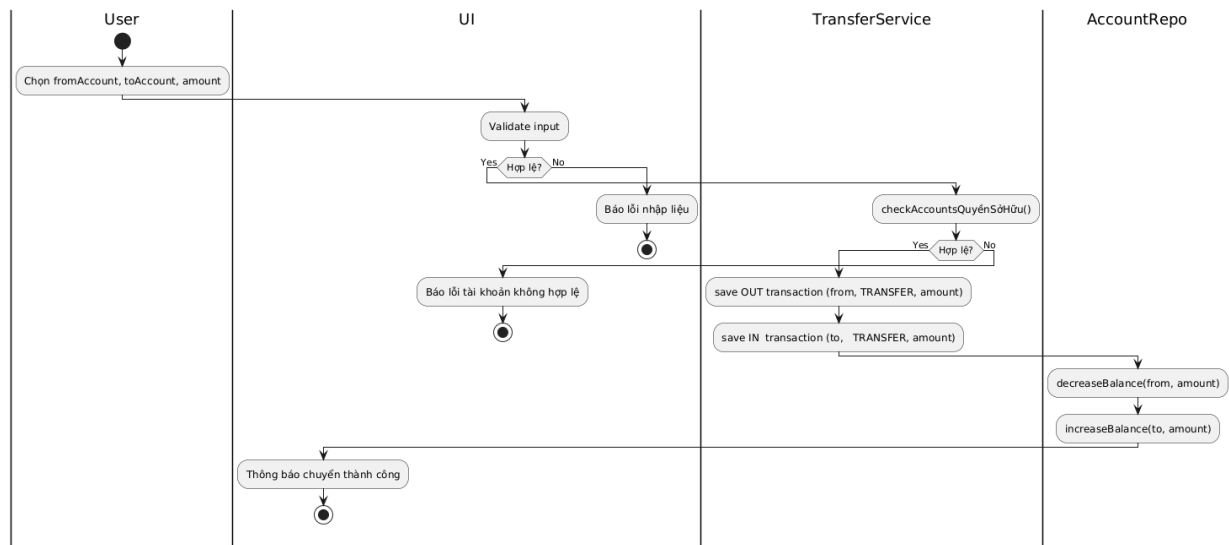 User
UI
TransferService
AccountRepo
Chọn fromAccount, toAccount, amount
Validate input
Yes
Hợp lệ?
No
Báo lỗi nhập liệu
checkAccountsQuyềnSởHữu()
Yes
Hợp lệ?
No
Báo lỗi tài khoản không hợp lệ
save OUT transaction (from, TRANSFER, amount)
save IN  transaction (to,   TRANSFER, amount)
decreaseBalance(from, amount)
increaseBalance(to, amount)
Thông báo chuyển thành công